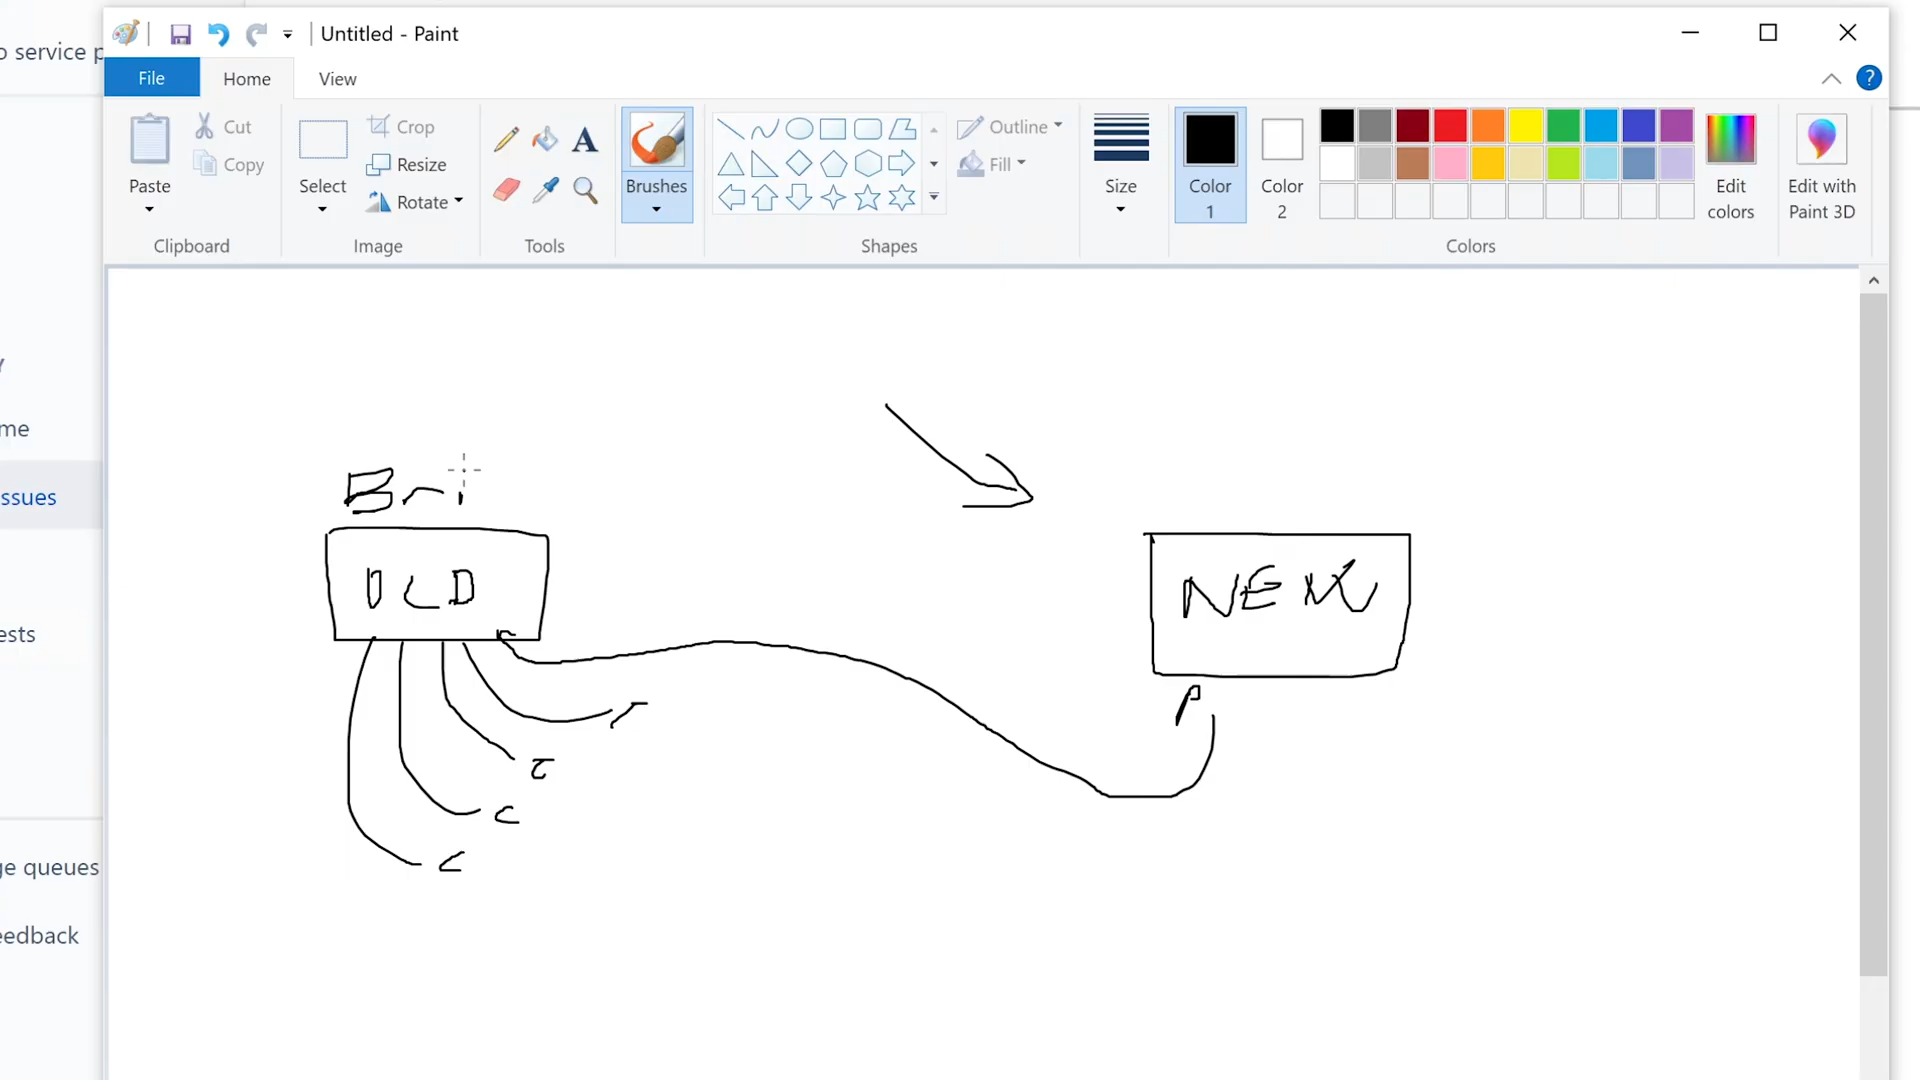 o service p
Untitled - Paint
File
Home
View
Paste
Cut
Copy
Clipboard
Select
Crop
Resize
Rotate
Image
Tools
Brushes
Shapes
Outline
Fill
Size
Color
1
Color
2
Edit
colors
Edit with
Paint 3D
Colors
me
ssues
ests
ge queues
eedback
Bri
OLD
NEW
P
c
c